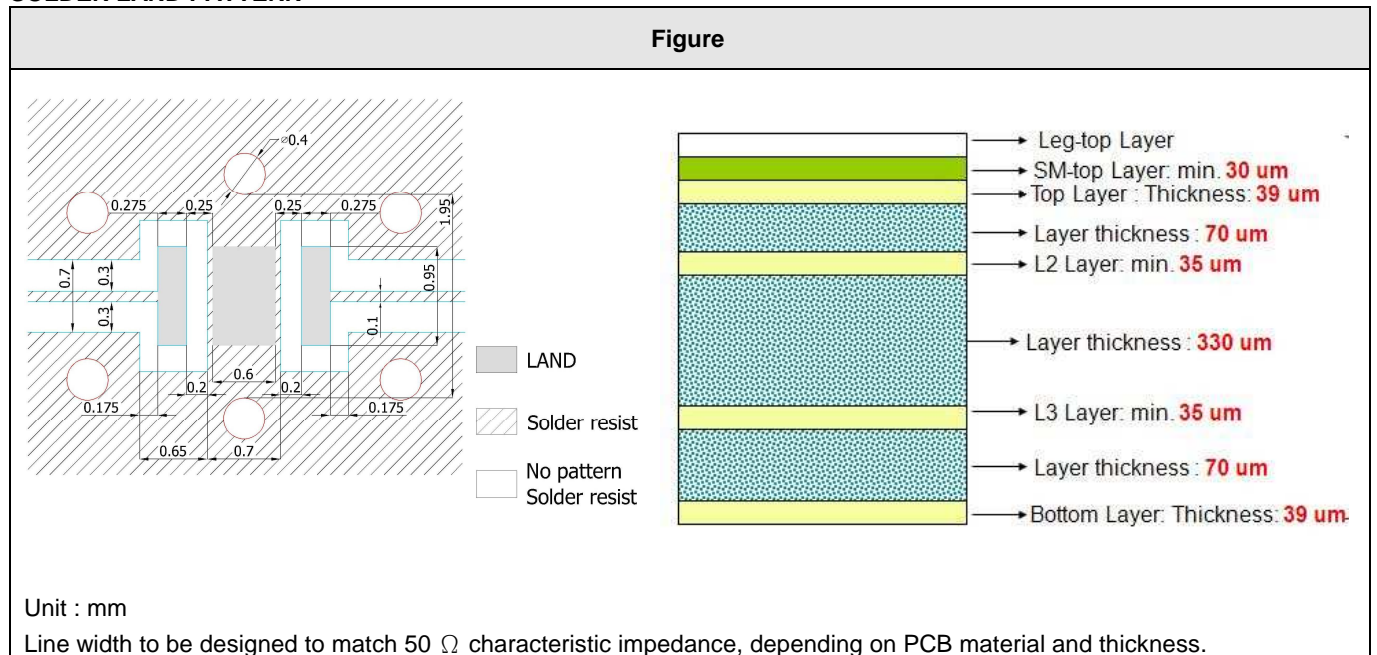 Figure
⌀0.4
0.275
0.25
0.25
0.275
1.95
0.7
0.3
0.3
0.95
0.1
0.2
0.6
0.2
0.175
0.175
0.65
0.7
LAND
Solder resist
No pattern
Solder resist
Leg-top Layer
SM-top Layer: min. 30 um
Top Layer : Thickness: 39 um
Layer thickness : 70 um
L2 Layer: min. 35 um
Layer thickness : 330 um
L3 Layer: min. 35 um
Layer thickness : 70 um
Bottom Layer: Thickness: 39 um
Unit : mm
Line width to be designed to match 50 Ω characteristic impedance, depending on PCB material and thickness.